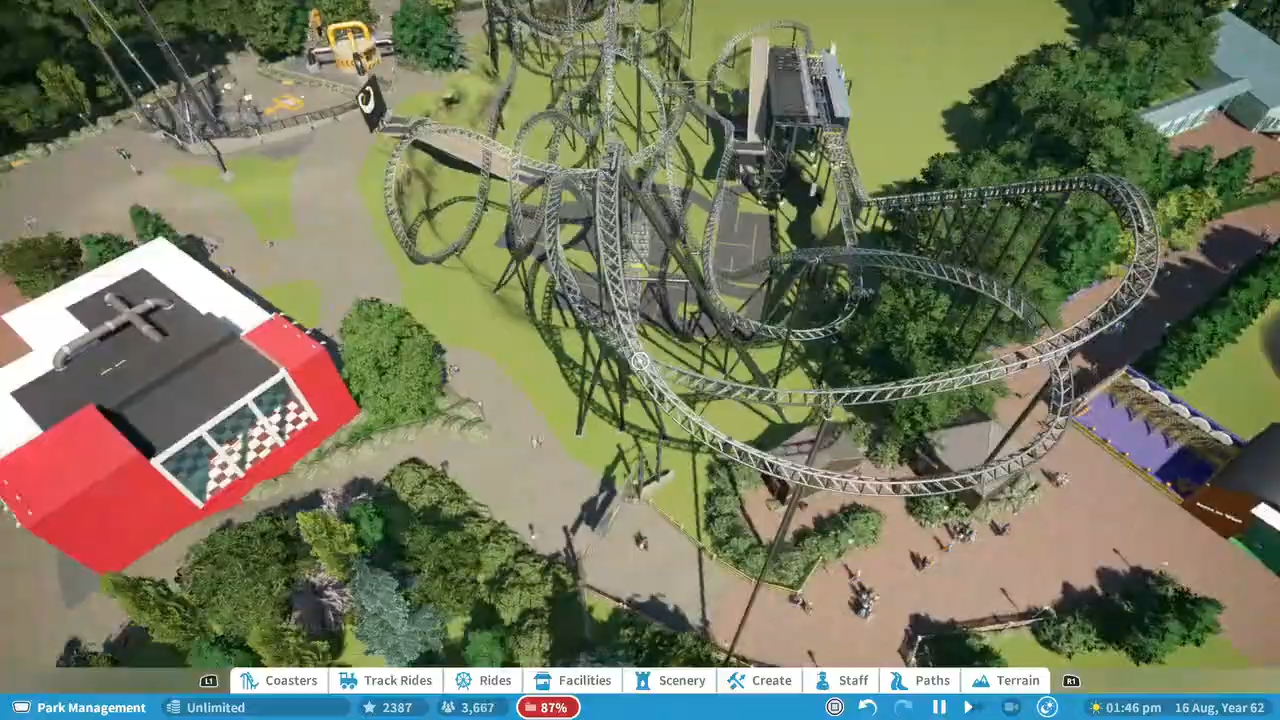 L1
Coasters
Track Rides
Rides
Facilities
Scenery
Create
Staff
Paths
Terrain
R1
Park Management
Unlimited
2387
3,667
87%
01:46 pm
16 Aug, Year 62